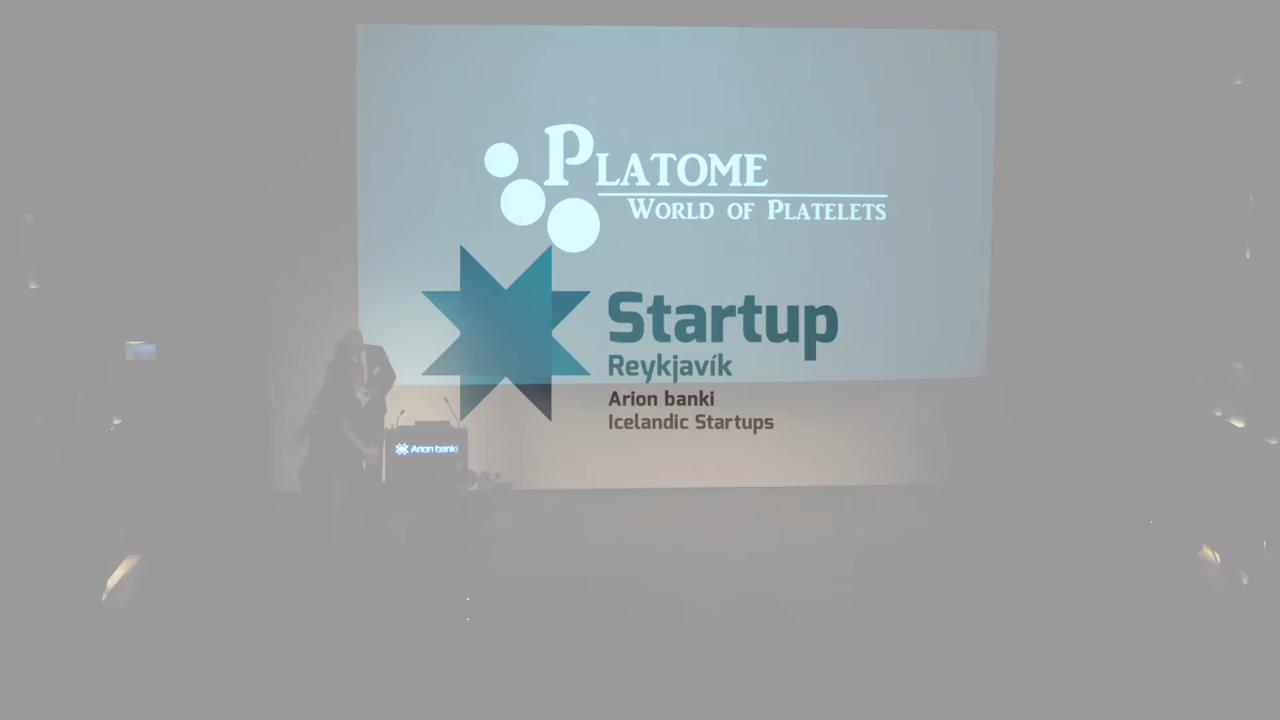 PLATOME
WORLD OF PLATELETS
Startup
Reykjavík
Arion banki
Icelandic Startups
Arion banki